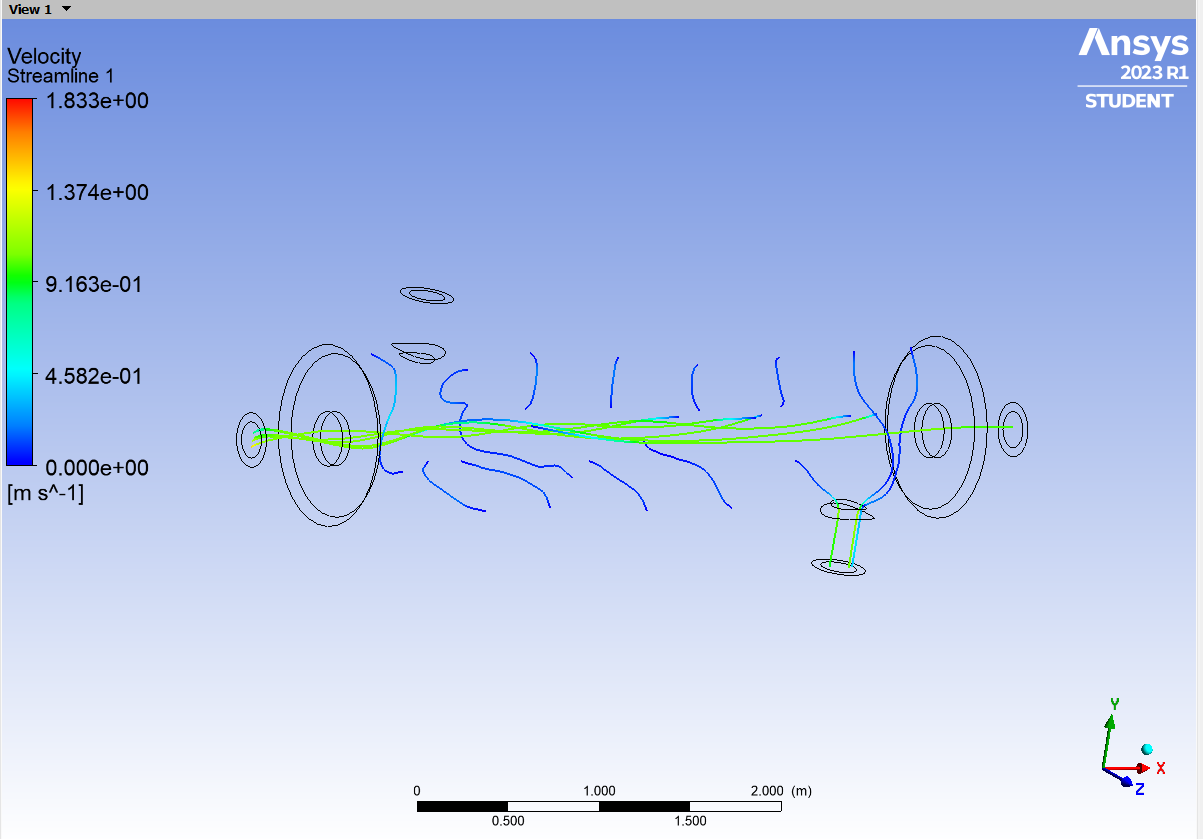 View 1
Velocity
Streamline 1
1.833e+00
1.374e+00
9.163e-01
4.582e-01
0.000e+00
[m s^-1]
Ansys
2023 R1
STUDENT
0 1.000 2.000 (m)
0.500 1.500
Y
X
Z